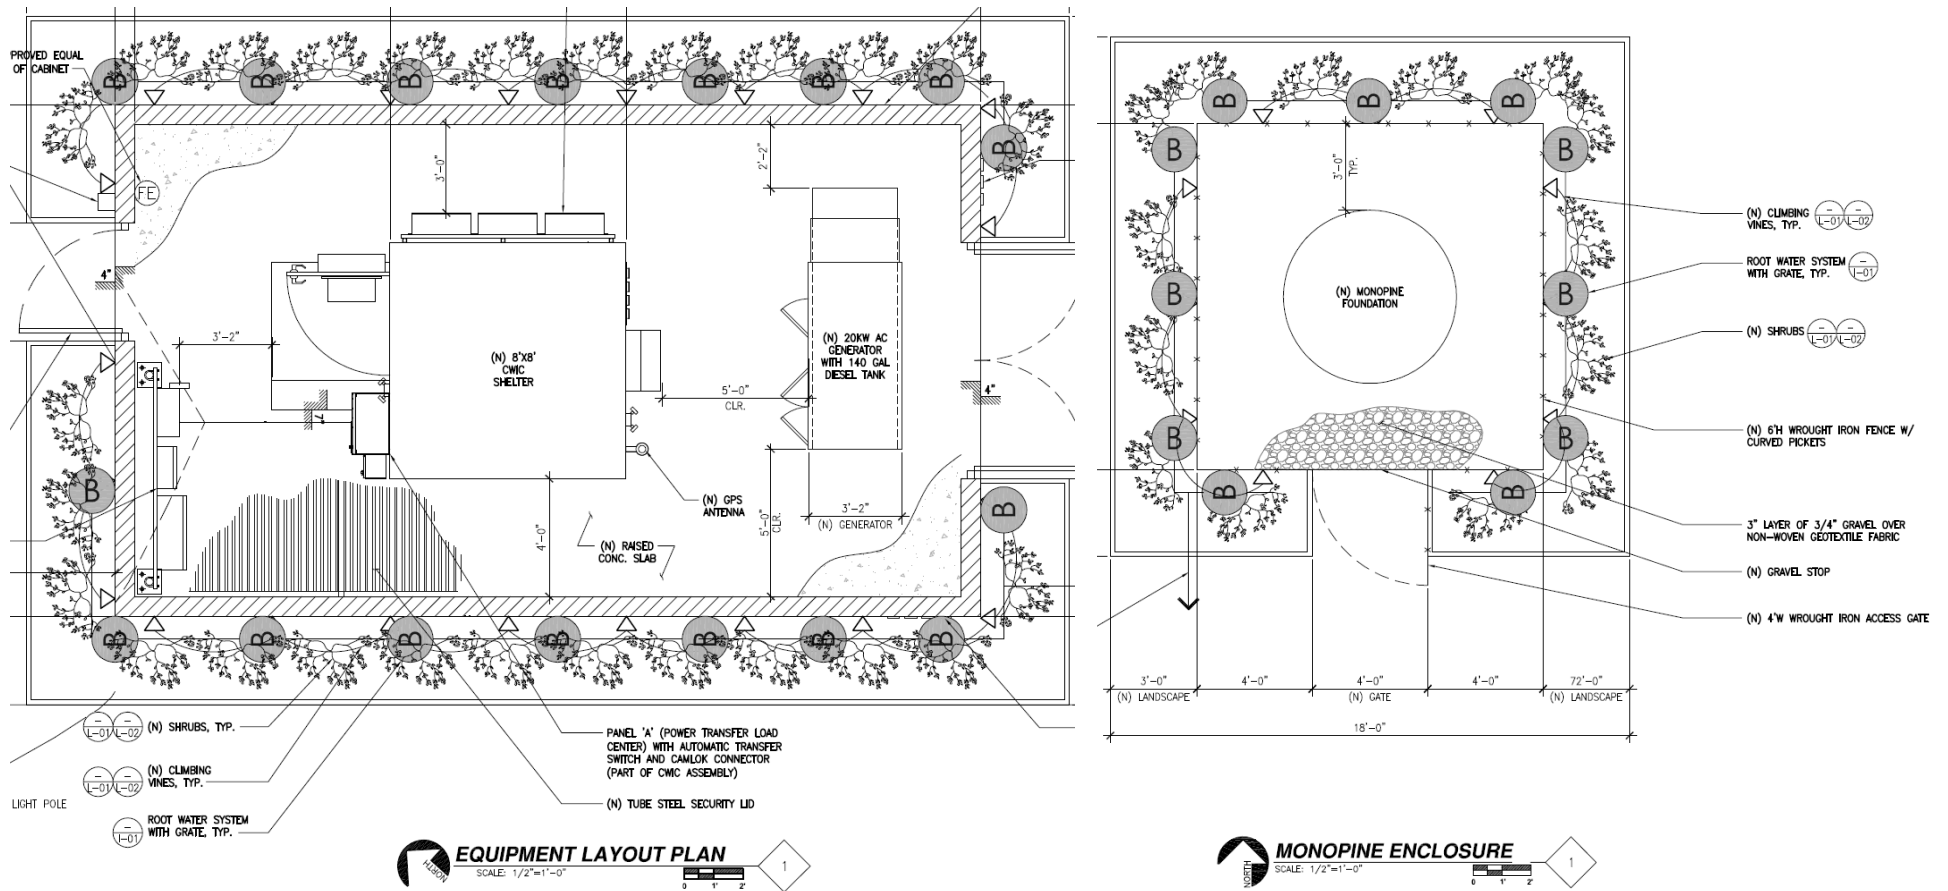 PROVED EQUAL
OF CABINET
B
B
B
B
B
B
B
B
FE
3'-0"
2'-2"
4"
3'-2"
(N) 8'X8'
CWIC
SHELTER
(N) 20KW AC
GENERATOR
WITH 140 GAL
DIESEL TANK
5'-0"
CLR.
4"
7"
B
B
(N) GPS
ANTENNA
3'-2"
(N) GENERATOR
5'-0"
CLR.
4'-0"
(N) RAISED
CONC. SLAB
B
B
B
B
B
B
B
-
L-01
-
L-02
(N) SHRUBS, TYP.
-
L-01
-
L-02
(N) CLIMBING
VINES, TYP.
LIGHT POLE
-
I-01
ROOT WATER SYSTEM
WITH GRATE, TYP.
PANEL 'A' (POWER TRANSFER LOAD
CENTER) WITH AUTOMATIC TRANSFER
SWITCH AND CAMLOK CONNECTOR
(PART OF CWIC ASSEMBLY)
(N) TUBE STEEL SECURITY LID
NORTH
EQUIPMENT LAYOUT PLAN
SCALE: 1/2"=1'-0"
0 1' 2'
1
B
B
B
B
B
3'-0"
TYP.
B
B
(N) MONOPINE
FOUNDATION
B
B
B
B
(N) CLIMBING
VINES, TYP.
-
L-01
-
L-02
ROOT WATER SYSTEM
WITH GRATE, TYP.
-
I-01
(N) SHRUBS
-
L-01
-
L-02
(N) 6'H WROUGHT IRON FENCE W/
CURVED PICKETS
3" LAYER OF 3/4" GRAVEL OVER
NON-WOVEN GEOTEXTILE FABRIC
(N) GRAVEL STOP
(N) 4'W WROUGHT IRON ACCESS GATE
3'-0"
(N) LANDSCAPE
4'-0"
4'-0"
(N) GATE
4'-0"
72'-0"
(N) LANDSCAPE
18'-0"
NORTH
MONOPINE ENCLOSURE
SCALE: 1/2"=1'-0"
0 1' 2'
1